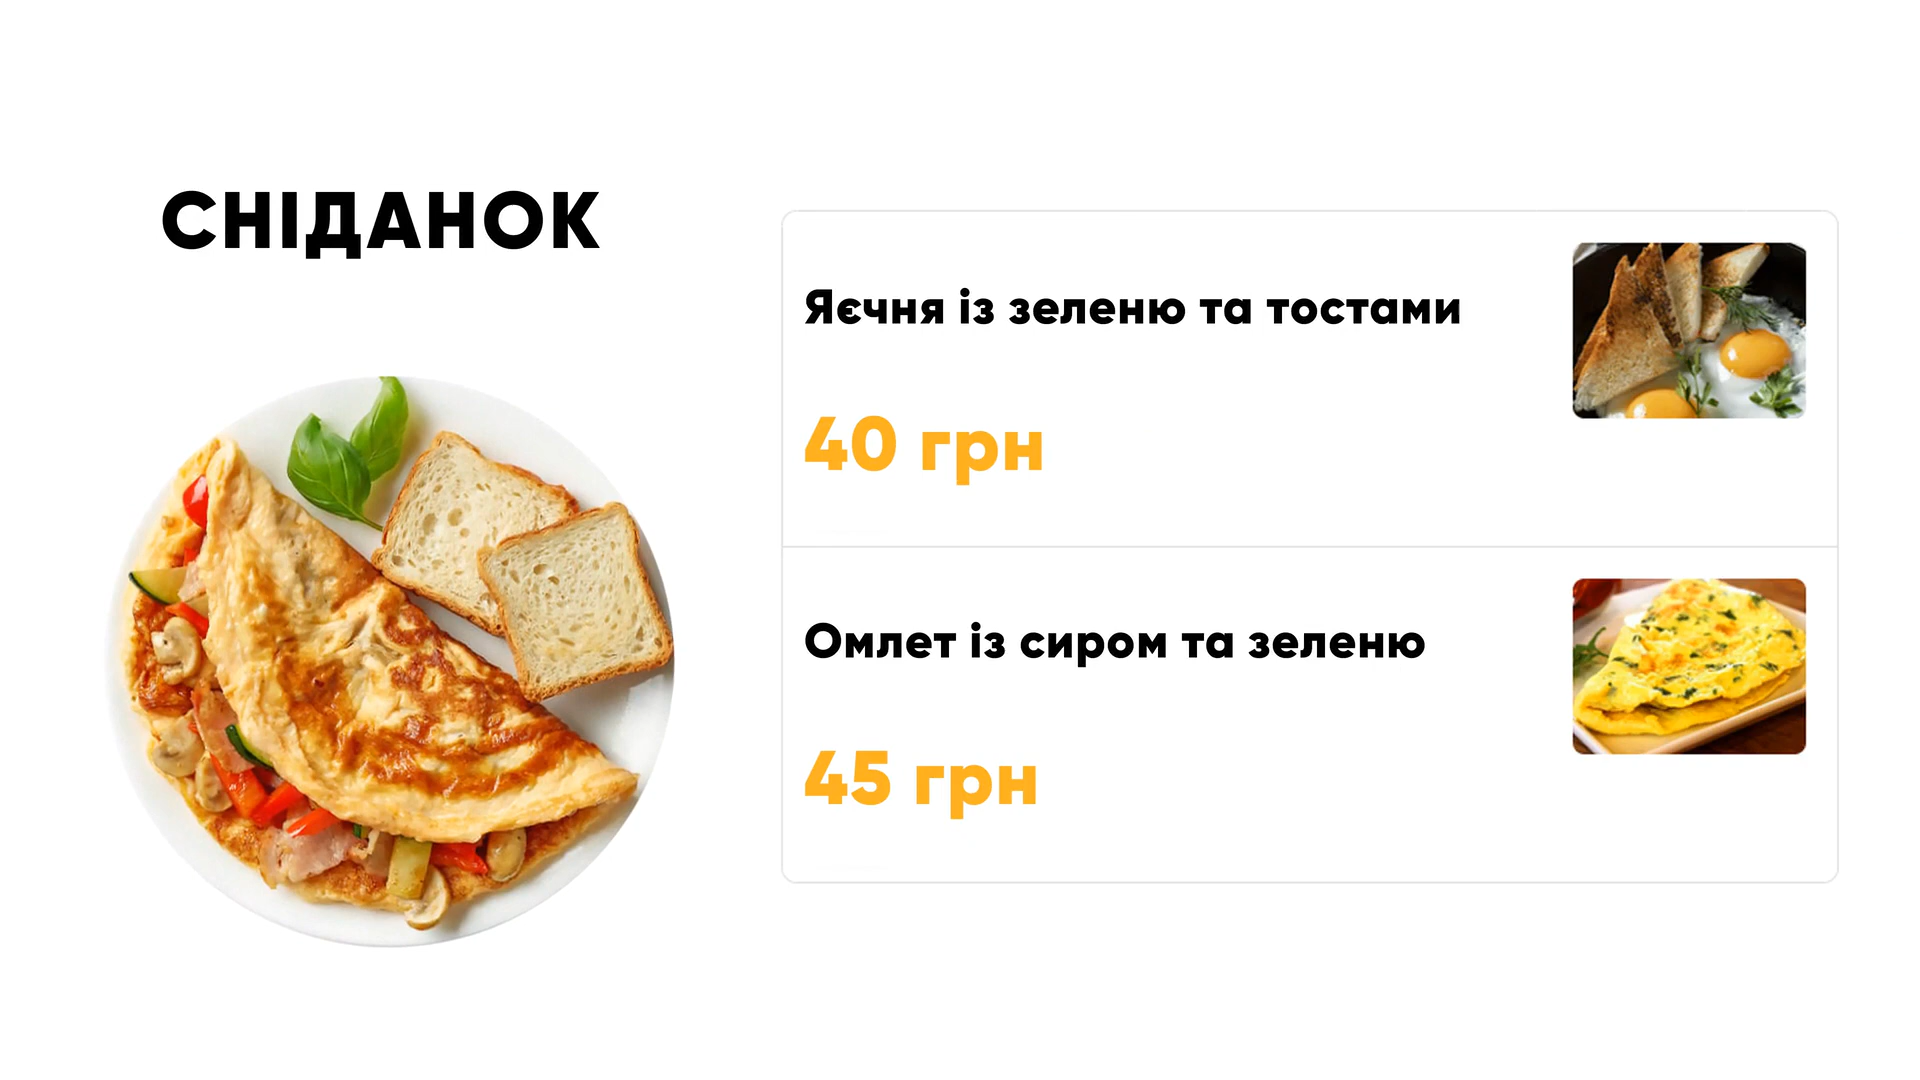 СНІДАНОК
Яєчня із зеленю та тостами
40 грн
Омлет із сиром та зеленю
45 грн